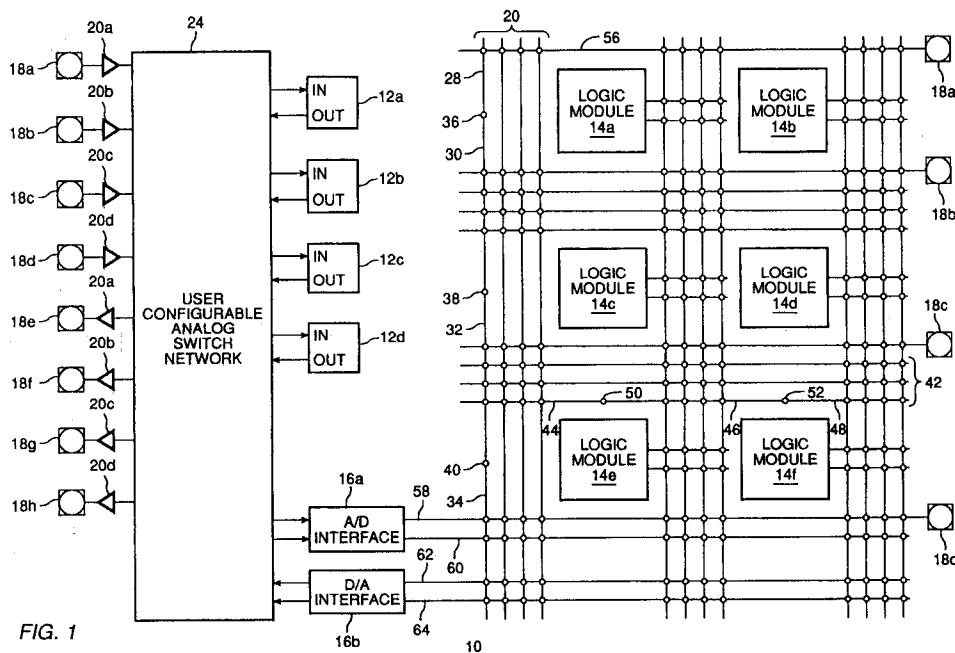 20a
24
20
56
18a
20b
28
IN
OUT
12a
LOGIC
MODULE
14a
LOGIC
MODULE
14b
18a
36
18b
20c
30
IN
OUT
12b
18b
18c
20d
18d
IN
OUT
12c
LOGIC
MODULE
14c
LOGIC
MODULE
14d
38
18c
20a
USER
CONFIGURABLE
ANALOG
SWITCH
NETWORK
32
18e
20b
IN
OUT
12d
42
18f
20c
50
52
44
46
48
LOGIC
MODULE
14e
LOGIC
MODULE
14f
18g
20d
40
16a
58
34
18h
A/D
INTERFACE
60
18d
62
D/A
INTERFACE
64
16b
FIG. 1
10